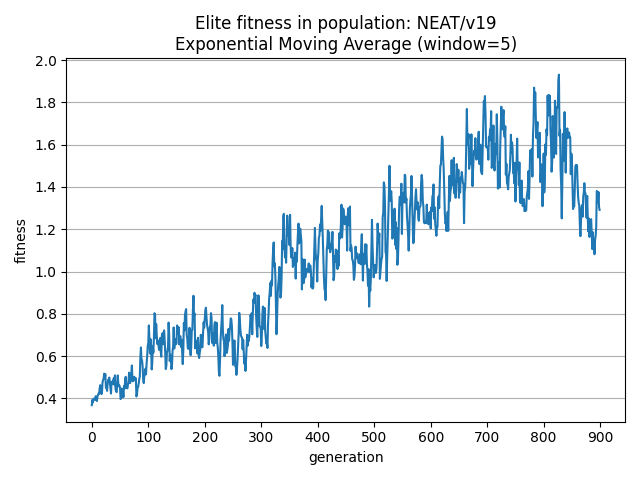 Elite fitness in population: NEAT/v19
Exponential Moving Average (window=5)
fitness
2.0
1.8
1.6
1.4
1.2
1.0
0.8
0.6
0.4
0 100 200 300 400 500 600 700 800 900
generation